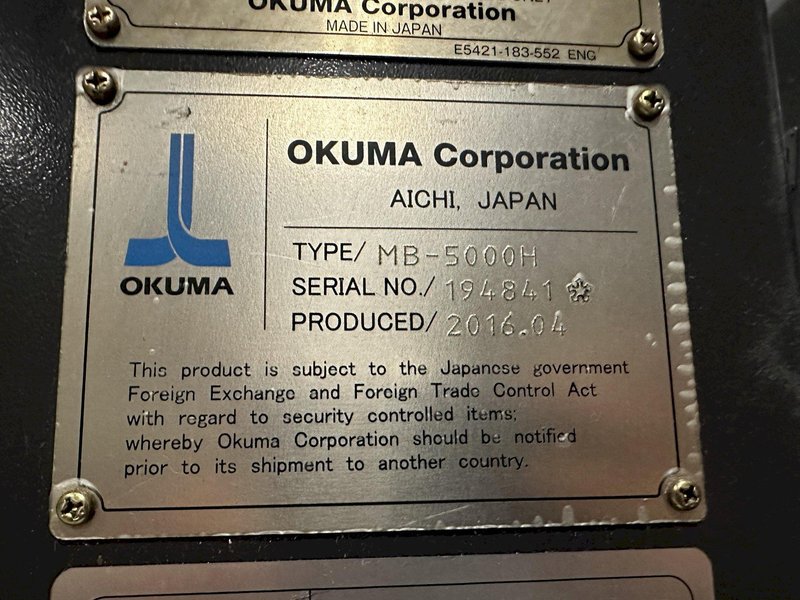 OKUMA Corporation
MADE IN JAPAN
E5421-183-552 ENG
OKUMA Corporation
AICHI, JAPAN
OKUMA
TYPE/ MB-5000H
SERIAL NO./ 194841
PRODUCED/ 2016.04
This product is subject to the Japanese government
Foreign Exchange and Foreign Trade Control Act
with regard to security controlled items;
whereby Okuma Corporation should be notified
prior to its shipment to another country.